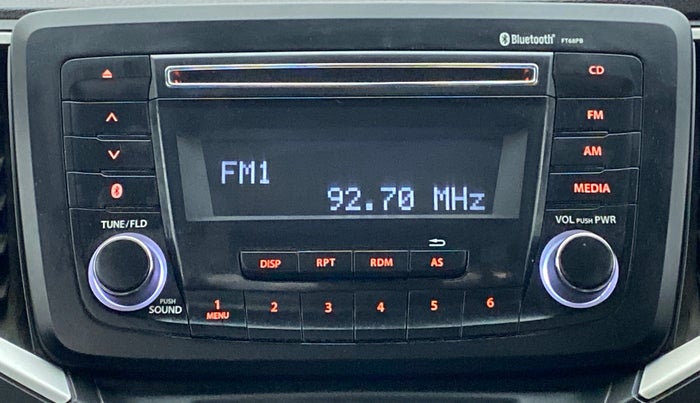 Bluetooth FT68PB
CD
FM
AM
MEDIA
FM1
92.70 MHz
TUNE/FLD
VOL PUSH PWR
DISP RPT RDM AS
PUSH
SOUND
1 2 3 4 5 6
MENU